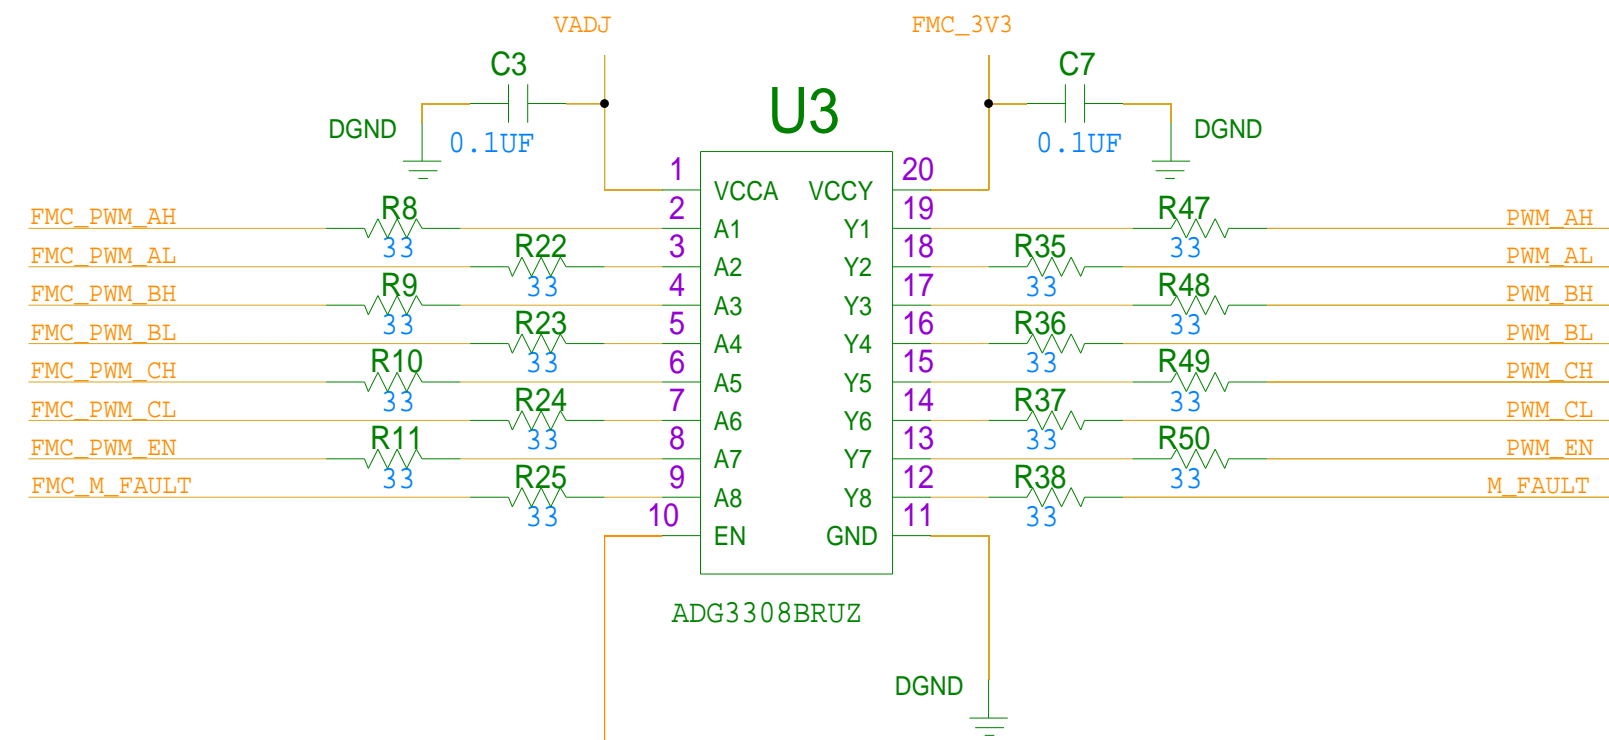 VADJ
FMC_3V3
C3
C7
U3
DGND
0.1UF
0.1UF
DGND
1
20
VCCA
VCCY
FMC_PWM_AH
R8
33
2
A1
Y1
19
R47
33
PWM_AH
FMC_PWM_AL
R22
33
3
A2
Y2
18
R35
33
PWM_AL
FMC_PWM_BH
R9
33
4
A3
Y3
17
R48
33
PWM_BH
FMC_PWM_BL
R23
33
5
A4
Y4
16
R36
33
PWM_BL
FMC_PWM_CH
R10
33
6
A5
Y5
15
R49
33
PWM_CH
FMC_PWM_CL
R24
33
7
A6
Y6
14
R37
33
PWM_CL
FMC_PWM_EN
R11
33
8
A7
Y7
13
R50
33
PWM_EN
FMC_M_FAULT
R25
33
9
A8
Y8
12
R38
33
M_FAULT
10
EN
GND
11
ADG3308BRUZ
DGND